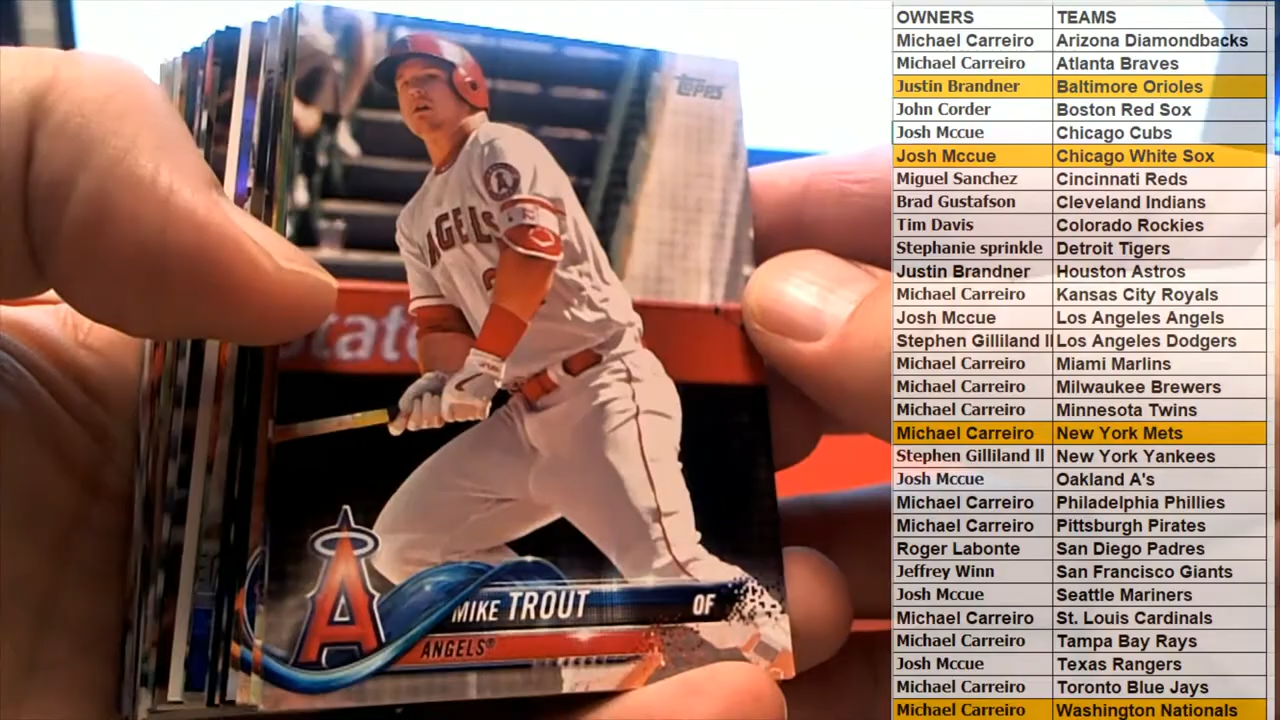 TOPPS
A
ANGELS
State
A
MIKE TROUT OF
ANGELS®
OWNERS TEAMS
Michael Carreiro Arizona Diamondbacks
Michael Carreiro Atlanta Braves
Justin Brandner Baltimore Orioles
John Corder Boston Red Sox
Josh Mccue Chicago Cubs
Josh Mccue Chicago White Sox
Miguel Sanchez Cincinnati Reds
Brad Gustafson Cleveland Indians
Tim Davis Colorado Rockies
Stephanie sprinkle Detroit Tigers
Justin Brandner Houston Astros
Michael Carreiro Kansas City Royals
Josh Mccue Los Angeles Angels
Stephen Gilliland II Los Angeles Dodgers
Michael Carreiro Miami Marlins
Michael Carreiro Milwaukee Brewers
Michael Carreiro Minnesota Twins
Michael Carreiro New York Mets
Stephen Gilliland ll New York Yankees
Josh Mccue Oakland A's
Michael Carreiro Philadelphia Phillies
Michael Carreiro Pittsburgh Pirates
Roger Labonte San Diego Padres
Jeffrey Winn San Francisco Giants
Josh Mccue Seattle Mariners
Michael Carreiro St. Louis Cardinals
Michael Carreiro Tampa Bay Rays
Josh Mccue Texas Rangers
Michael Carreiro Toronto Blue Jays
Michael Carreiro Washington Nationals